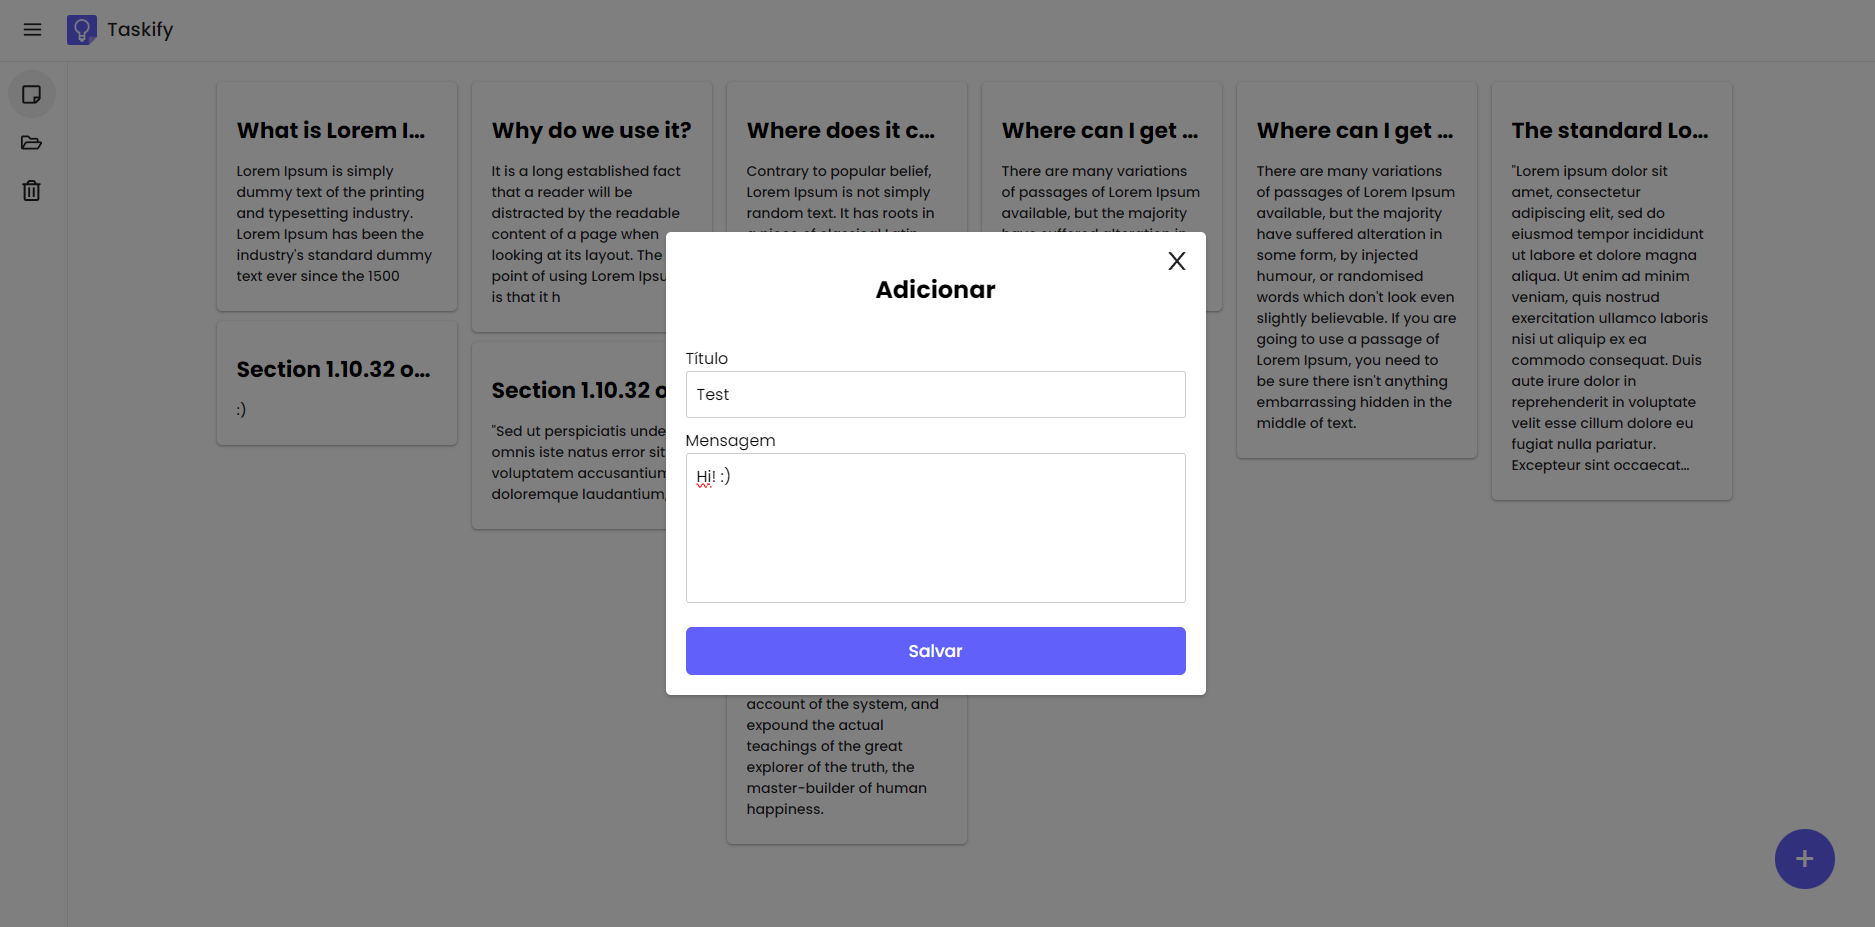 Taskify
What is Lorem I...
Lorem Ipsum is simply
dummy text of the printing
and typesetting industry.
Lorem Ipsum has been the
industry's standard dummy
text ever since the 1500
Section 1.10.32 o...
:)
Why do we use it?
It is a long established fact
that a reader will be
distracted by the readable
content of a page when
looking at its layout. The
point of using Lorem
is that it h
Section 1.10.32
"Sed ut perspiciatis unde
omnis iste natus error sit
voluptatem
doloremque laudantium,
Where does it c...
Contrary to popular belief,
Lorem Ipsum is not simply
random text. It has roots in
account of the system, and
expound the actual
teachings of the great
explorer of the truth, the
master-builder of human
happiness.
Where can I get ...
There are many variations
of passages of Lorem Ipsum
available, but the majority
Where can I get ...
There are many variations
of passages of Lorem Ipsum
available, but the majority
have suffered alteration in
some form, by injected
humour, or randomised
words which don't look even
slightly believable. If you are
going to use a passage of
Lorem Ipsum, you need to
be sure there isn't anything
embarrassing hidden in the
middle of text.
The standard Lo...
"Lorem ipsum dolor sit
amet, consectetur
adipiscing elit, sed do
eiusmod tempor incididunt
ut labore et dolore magna
aliqua. Ut enim ad minim
veniam, quis nostrud
exercitation ullamco laboris
nisi ut aliquip ex ea
commodo consequat. Duis
aute irure dolor in
reprehenderit in voluptate
velit esse cillum dolore eu
fugiat nulla pariatur.
Excepteur sint occaecat...
Adicionar
Título
Test
Mensagem
Hi! :)
Salvar